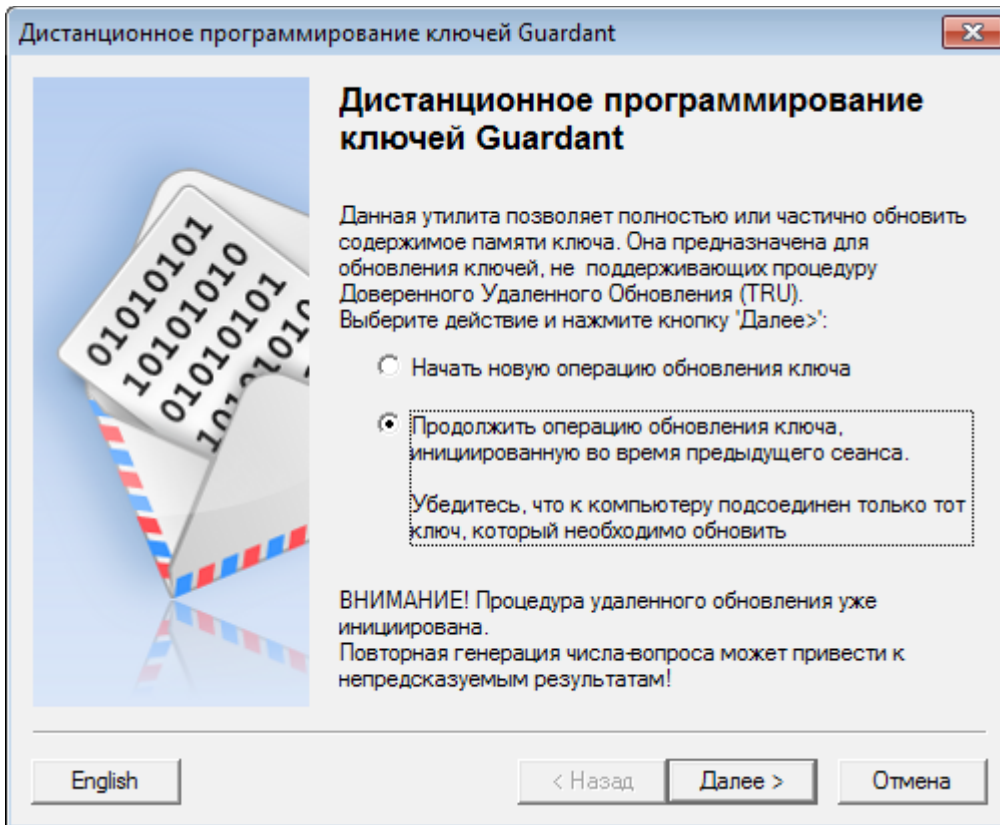 Дистанционное программирование ключей Guardant
Дистанционное программирование
ключей Guardant
Данная утилита позволяет полностью или частично обновить
содержимое памяти ключа. Она предназначена для
обновления ключей, не  поддерживающих процедуру
Доверенного Удаленного Обновления (TRU).
Выберите действие и нажмите кнопку 'Далее>':
Начать новую операцию обновления ключа
Продолжить операцию обновления ключа,
инициированную во время предыдущего сеанса.
Убедитесь, что к компьютеру подсоединен только тот
ключ, который необходимо обновить
ВНИМАНИЕ! Процедура удаленного обновления уже
инициирована.
Повторная генерация числа-вопроса может привести к
непредсказуемым результатам!
01010101
10101010
01010101
English
< Назад
Далее >
Отмена